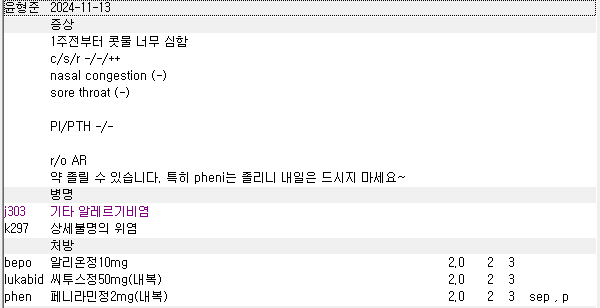 윤형준 2024-11-13
증상
1주전부터 콧물 너무 심함
c/s/r -/-/++
nasal congestion (-)
sore throat (-)
PI/PTH -/-
r/o AR
약 졸릴 수 있습니다. 특히 pheni는 졸리니 내일은 드시지 마세요~
병명
j303 기타 알레르기비염
k297 상세불명의 위염
처방
bepo 알리온정10mg 2,0 2 3
lukabid 씨투스정50mg(내복) 2,0 2 3
phen 페니라민정2mg(내복) 2,0 2 3 sep , p